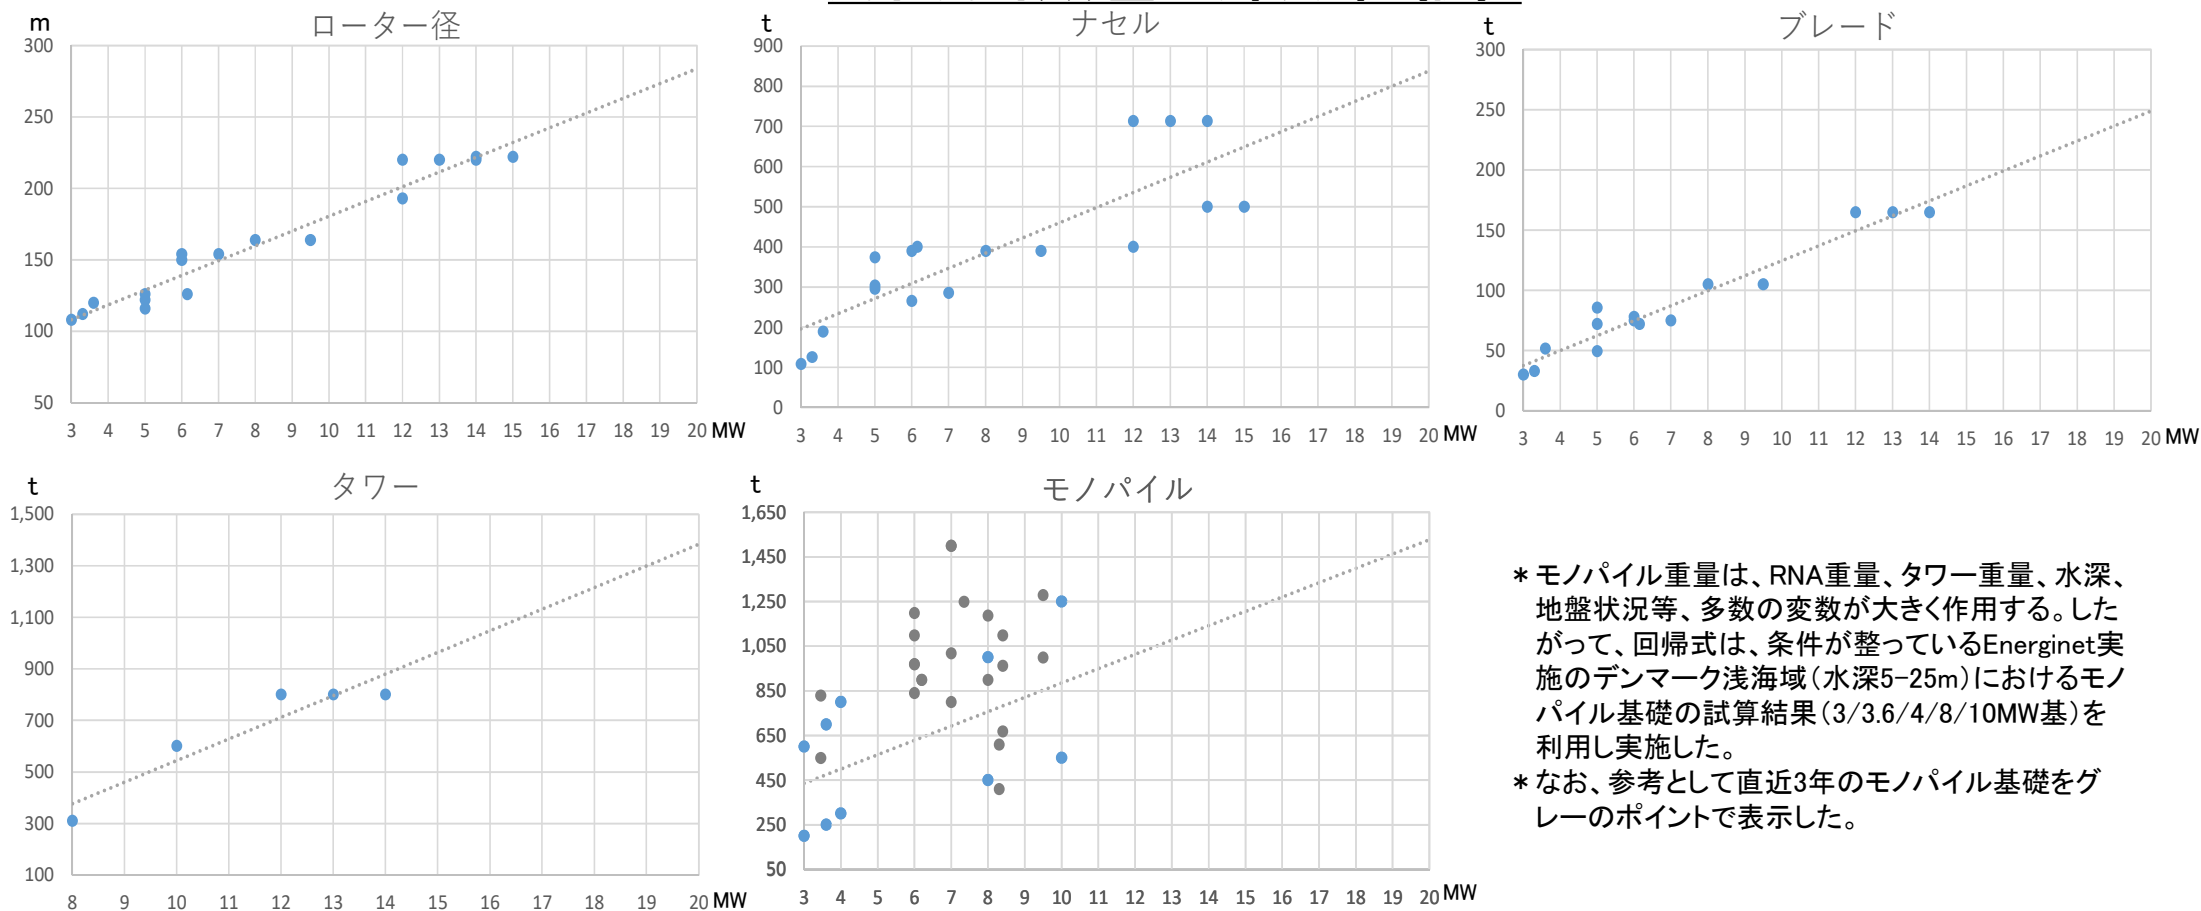 m
ローター径
300
250
200
150
100
50
3 4 5 6 7 8 9 10 11 12 13 14 15 16 17 18 19 20 MW
t
ナセル
900
800
700
600
500
400
300
200
100
0
3 4 5 6 7 8 9 10 11 12 13 14 15 16 17 18 19 20 MW
t
ブレード
300
250
200
150
100
50
0
3 4 5 6 7 8 9 10 11 12 13 14 15 16 17 18 19 20 MW
t
タワー
1,500
1,300
1,100
900
700
500
300
100
8 9 10 11 12 13 14 15 16 17 18 19 20 MW
t
モノパイル
1,650
1,450
1,250
1,050
850
650
450
250
50
3 4 5 6 7 8 9 10 11 12 13 14 15 16 17 18 19 20 MW
＊モノパイル重量は、RNA重量、タワー重量、水深、
地盤状況等、多数の変数が大きく作用する。した
がって、回帰式は、条件が整っているEnerginet実
施のデンマーク浅海域（水深5-25m）におけるモノ
パイル基礎の試算結果（3/3.6/4/8/10MW基）を
利用し実施した。
＊なお、参考として直近3年のモノパイル基礎をグ
レーのポイントで表示した。